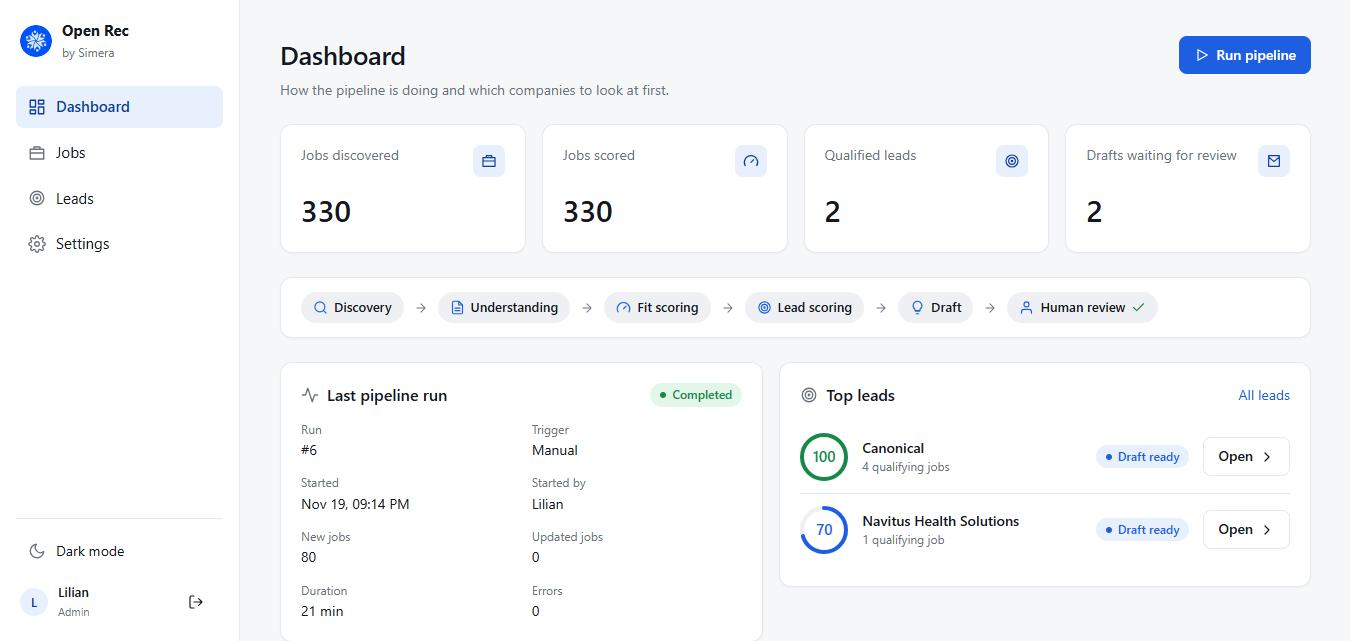 Open Rec
by Simera
Dashboard
Jobs
Leads
Settings
Dark mode
L
Lilian
Admin
Dashboard
How the pipeline is doing and which companies to look at first.
Run pipeline
Jobs discovered
330
Jobs scored
330
Qualified leads
2
Drafts waiting for review
2
Discovery
Understanding
Fit scoring
Lead scoring
Draft
Human review
Last pipeline run
Completed
Run
#6
Trigger
Manual
Started
Nov 19, 09:14 PM
Started by
Lilian
New jobs
80
Updated jobs
0
Duration
21 min
Errors
0
Top leads
All leads
100
Canonical
4 qualifying jobs
Draft ready
Open
70
Navitus Health Solutions
1 qualifying job
Draft ready
Open